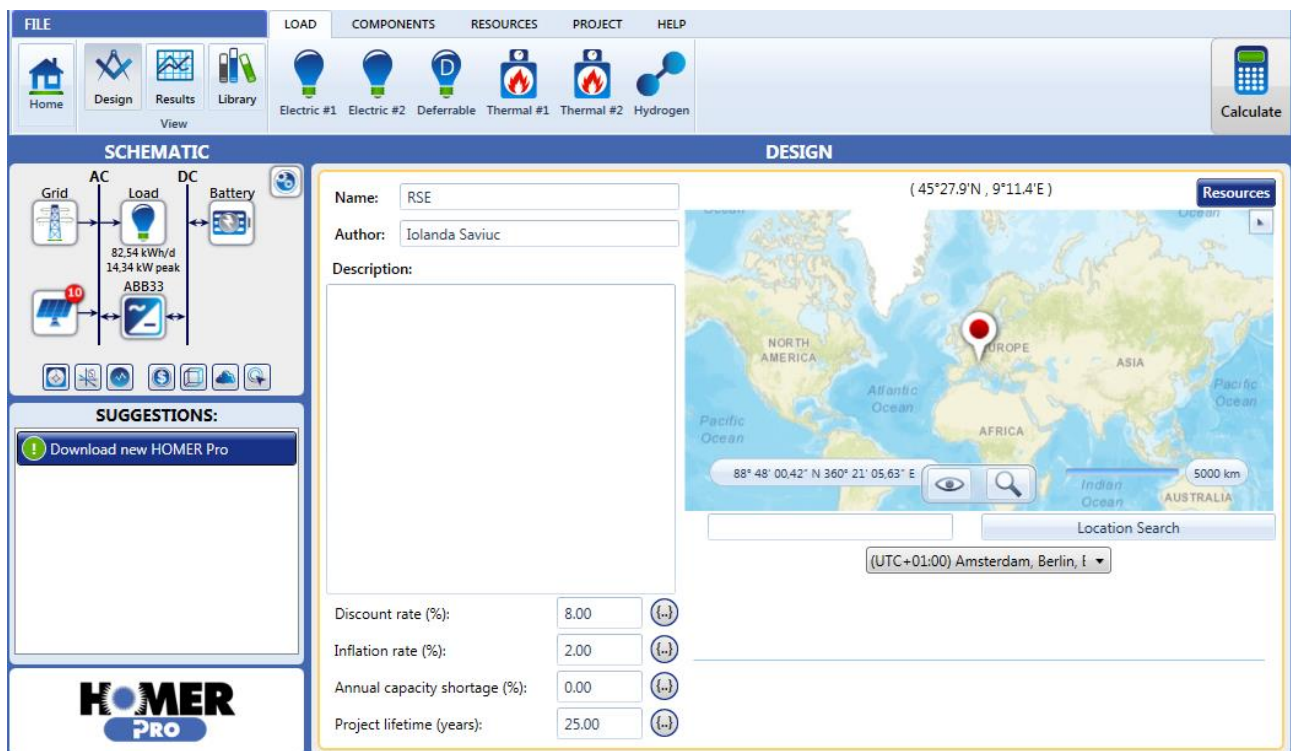 FILE
LOAD COMPONENTS RESOURCES PROJECT HELP
Home
Design Results Library
View
Electric #1 Electric #2 Deferrable Thermal #1 Thermal #2 Hydrogen
D
Calculate
SCHEMATIC
AC DC
Grid Load Battery
82,54 kWh/d
14,34 kW peak
ABB33
10
SUGGESTIONS:
Download new HOMER Pro
HOMER
PRO
DESIGN
Name: RSE
Author: Iolanda Saviuc
Description:
Discount rate (%): 8.00 {..}
Inflation rate (%): 2.00 {..}
Annual capacity shortage (%): 0.00 {..}
Project lifetime (years): 25.00 {..}
( 45°27.9'N , 9°11.4'E )
Resources
Ocean
NORTH
AMERICA
EUROPE
ASIA
Atlantic
Ocean
Pacific
Ocean
Pacific
Ocean
AFRICA
88° 48' 00,42" N 360° 21' 05,63" E
Indian
Ocean
5000 km
AUSTRALIA
Location Search
(UTC+01:00) Amsterdam, Berlin,